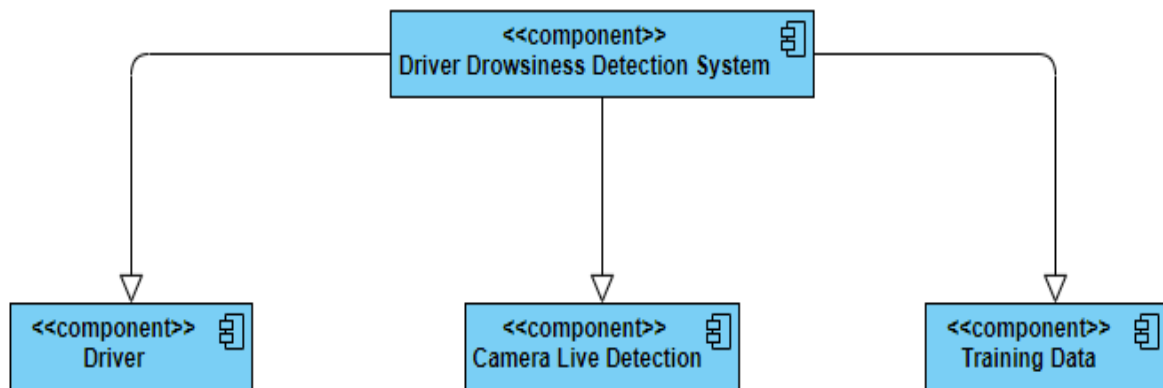 <<component>>
Driver Drowsiness Detection System
<<component>>
Driver
<<component>>
Camera Live Detection
<<component>>
Training Data